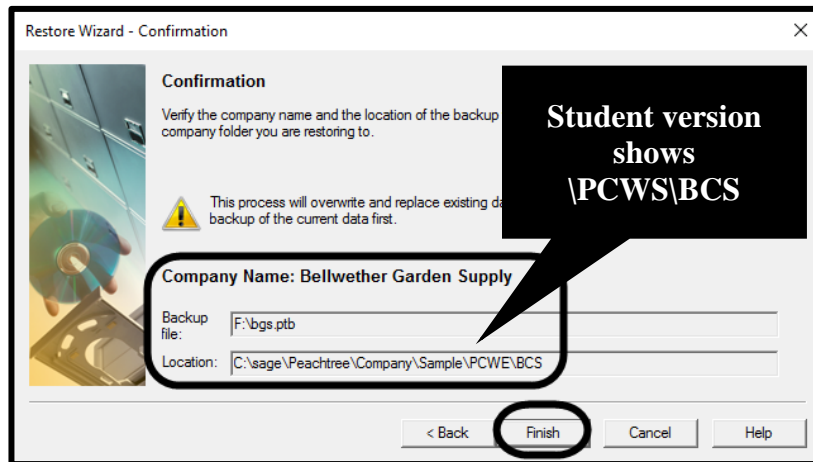 Restore Wizard - Confirmation
Confirmation
Verify the company name and the location of the backup
company folder you are restoring to.
This process will overwrite and replace existing da
backup of the current data first.
Student version
shows
\PCWS\BCS
Company Name: Bellwether Garden Supply
Backup
file:
F:\bgs.ptb
Location:
C:\sage\Peachtree\Company\Sample\PCWE\BCS
< Back
Finish
Cancel
Help